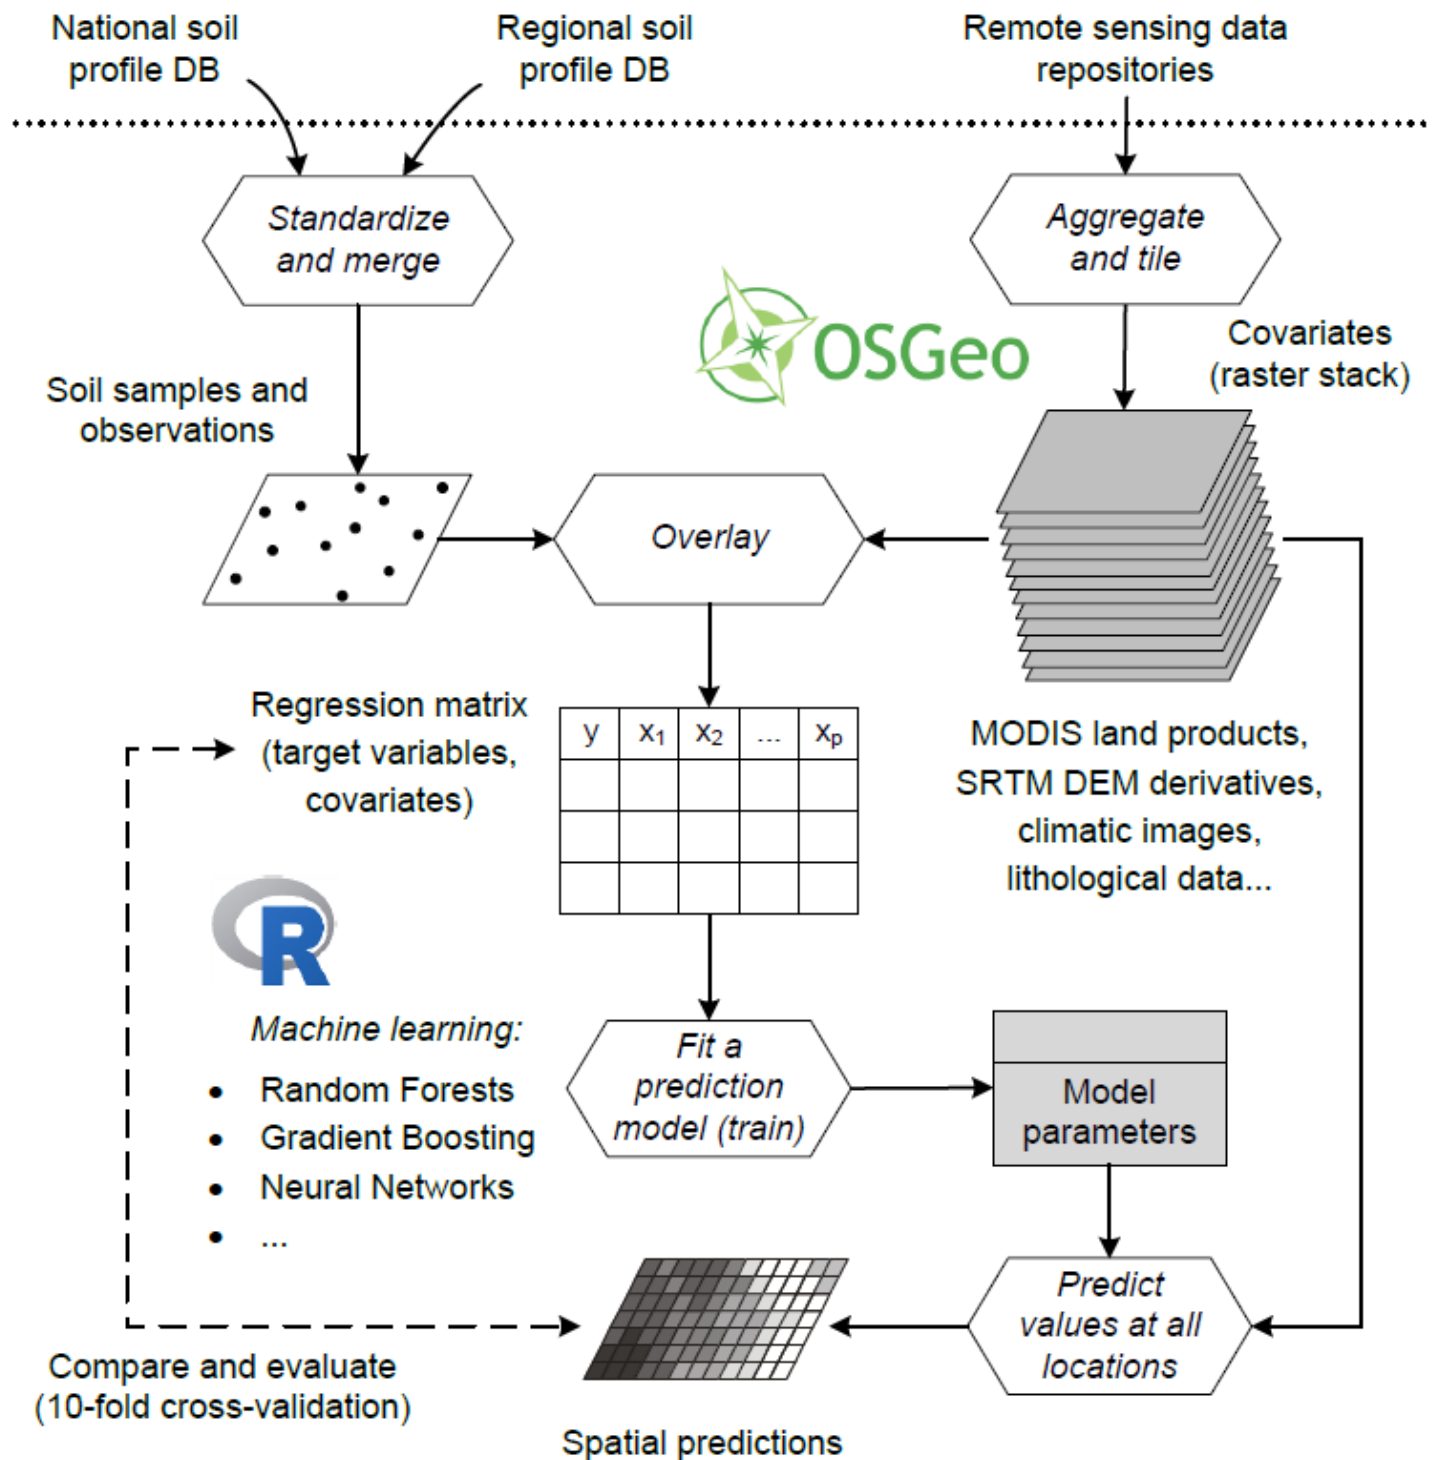 National soil
profile DB
Regional soil
profile DB
Remote sensing data
repositories
Standardize
and merge
Aggregate
and tile
OSGeo
Covariates
(raster stack)
Soil samples and
observations
Overlay
Regression matrix
(target variables,
covariates)
y x₁ x₂ ... xₚ
MODIS land products,
SRTM DEM derivatives,
climatic images,
lithological data...
R
Machine learning:
• Random Forests
• Gradient Boosting
• Neural Networks
• ...
Fit a
prediction
model (train)
Model
parameters
Predict
values at all
locations
Compare and evaluate
(10-fold cross-validation)
Spatial predictions